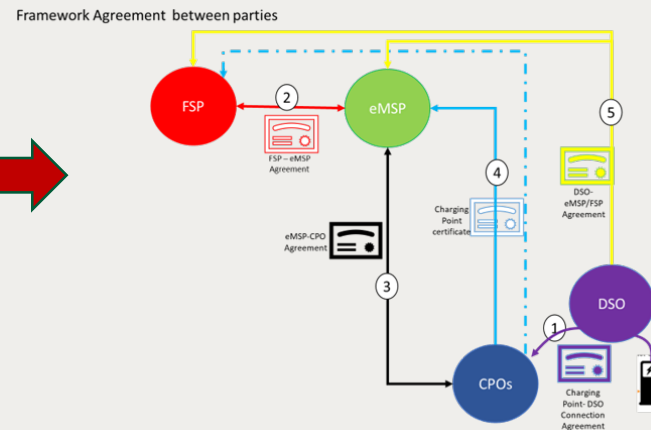 Framework Agreement between parties
FSP
2
eMSP
5
FSP – eMSP
Agreement
4
DSO-
eMSP/FSP
Agreement
Charging
Point
certificate
eMSP-CPO
Agreement
3
DSO
1
CPOs
Charging
Point- DSO
Connection
Agreement